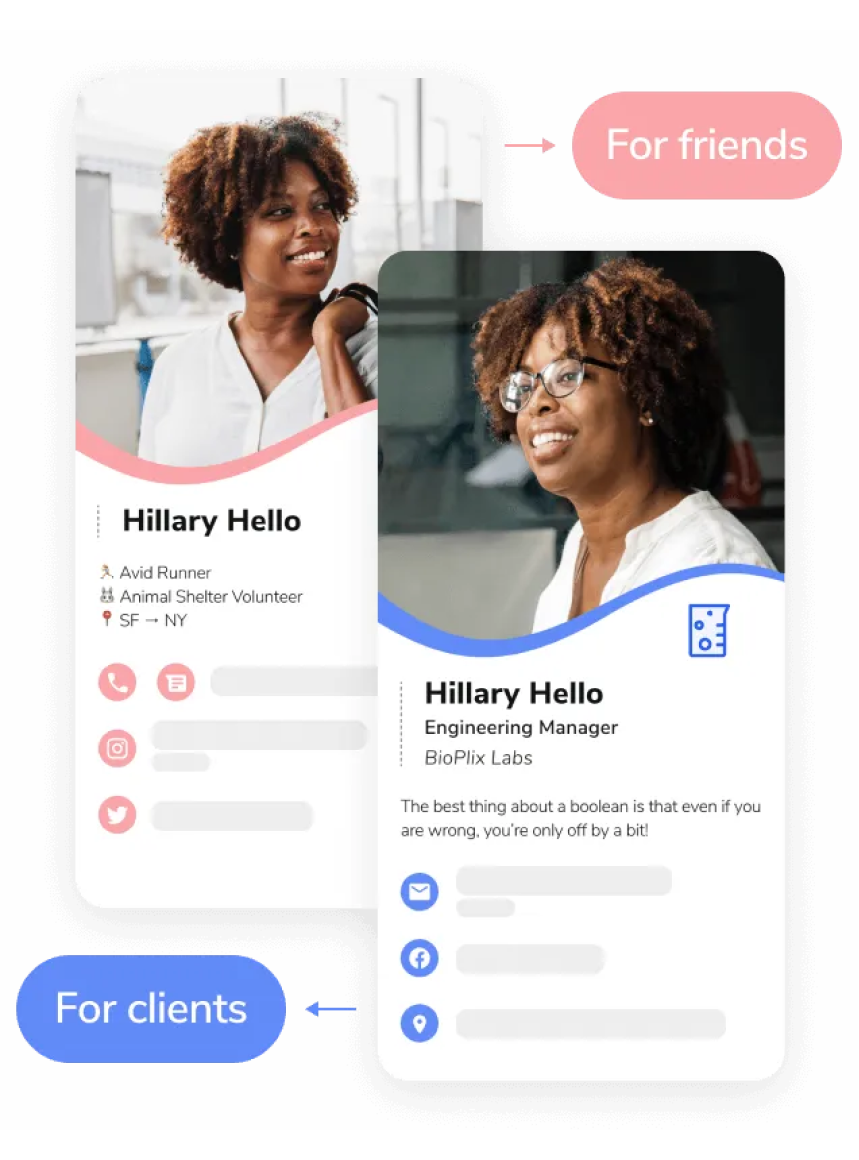 For friends
Hillary Hello
Avid Runner
Animal Shelter Volunteer
SF → NY
Hillary Hello
Engineering Manager
BioPlix Labs
The best thing about a boolean is that even if you
are wrong, you're only off by a bit!
For clients